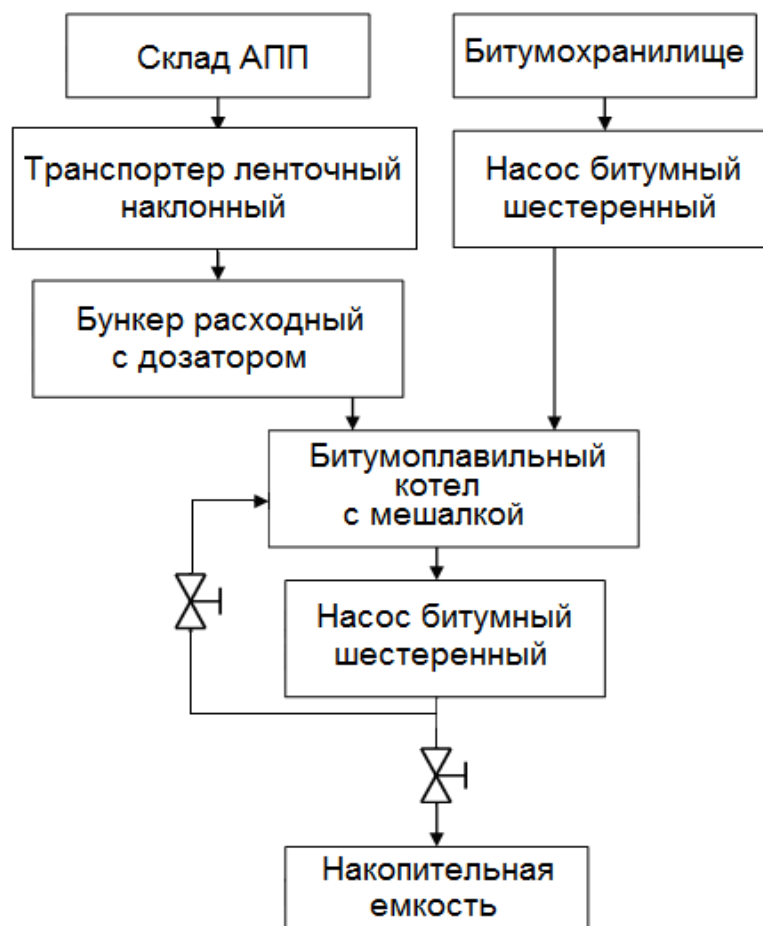 Склад АПП
Битумохранилище
Транспортер ленточный
наклонный
Насос битумный
шестеренный
Бункер расходный
с дозатором
Битумоплавильный
котел
с мешалкой
Насос битумный
шестеренный
Накопительная
емкость